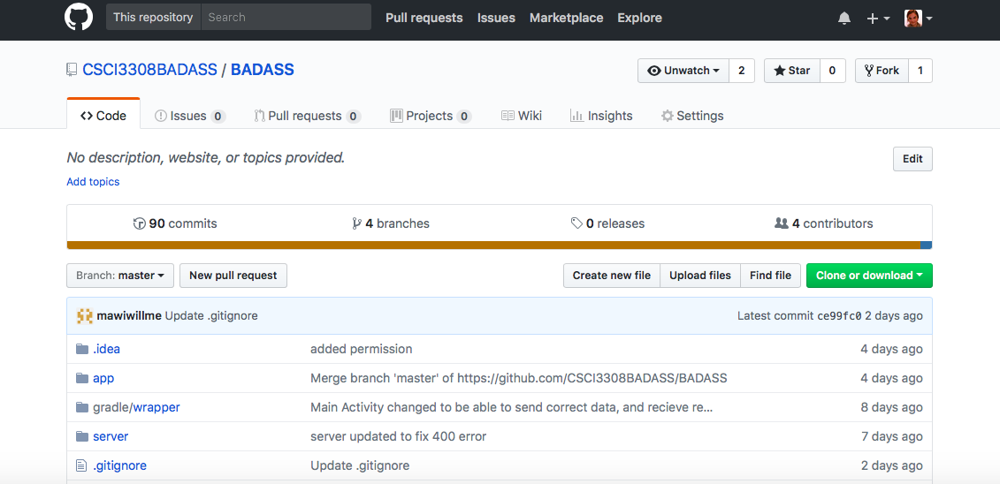 This repository Search Pull requests Issues Marketplace Explore
CSCI3308BADASS / BADASS Unwatch 2 Star 0 Fork 1
Code Issues 0 Pull requests 0 Projects 0 Wiki Insights Settings
No description, website, or topics provided. Edit
Add topics
90 commits 4 branches 0 releases 4 contributors
Branch: master New pull request Create new file Upload files Find file Clone or download
mawiwillme Update .gitignore Latest commit ce99fc0 2 days ago
.idea added permission 4 days ago
app Merge branch 'master' of https://github.com/CSCI3308BADASS/BADASS 4 days ago
gradle/wrapper Main Activity changed to be able to send correct data, and recieve re... 8 days ago
server server updated to fix 400 error 7 days ago
.gitignore Update .gitignore 2 days ago